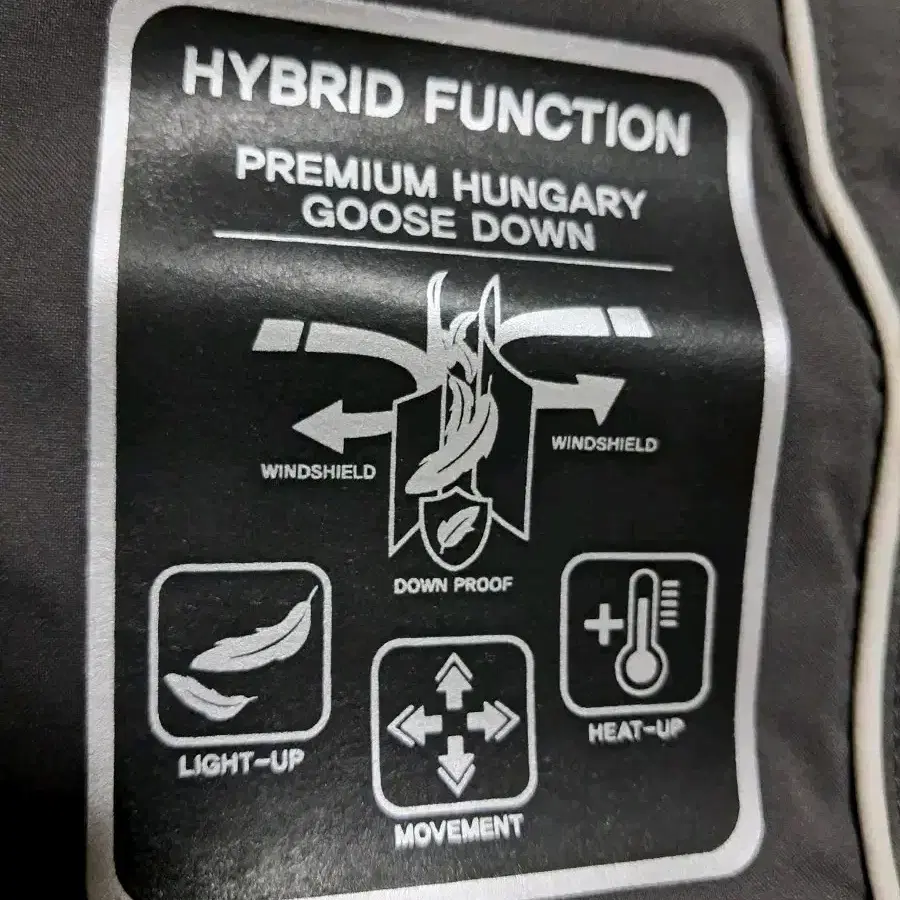 HYBRID FUNCTION
PREMIUM HUNGARY
GOOSE DOWN
WINDSHIELD
WINDSHIELD
DOWN PROOF
LIGHT-UP
MOVEMENT
HEAT-UP